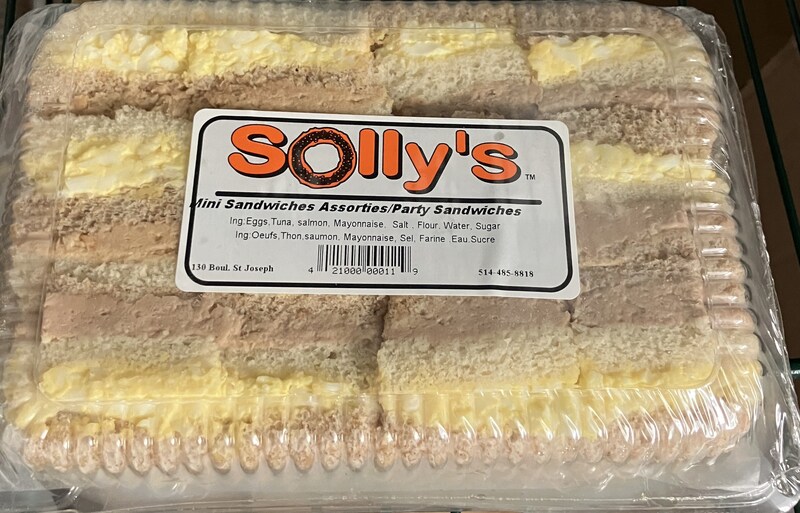 Solly's TM
Mini Sandwiches Assorties/Party Sandwiches
Ing:Eggs,Tuna, salmon, Mayonnaise. Salt , Flour, Water, Sugar
Ing:Oeufs,Thon,saumon, Mayonnaise, Sel, Farine ,Eau,Sucre
130 Boul. St Joseph
4 21000 00011 9
514-485-8818